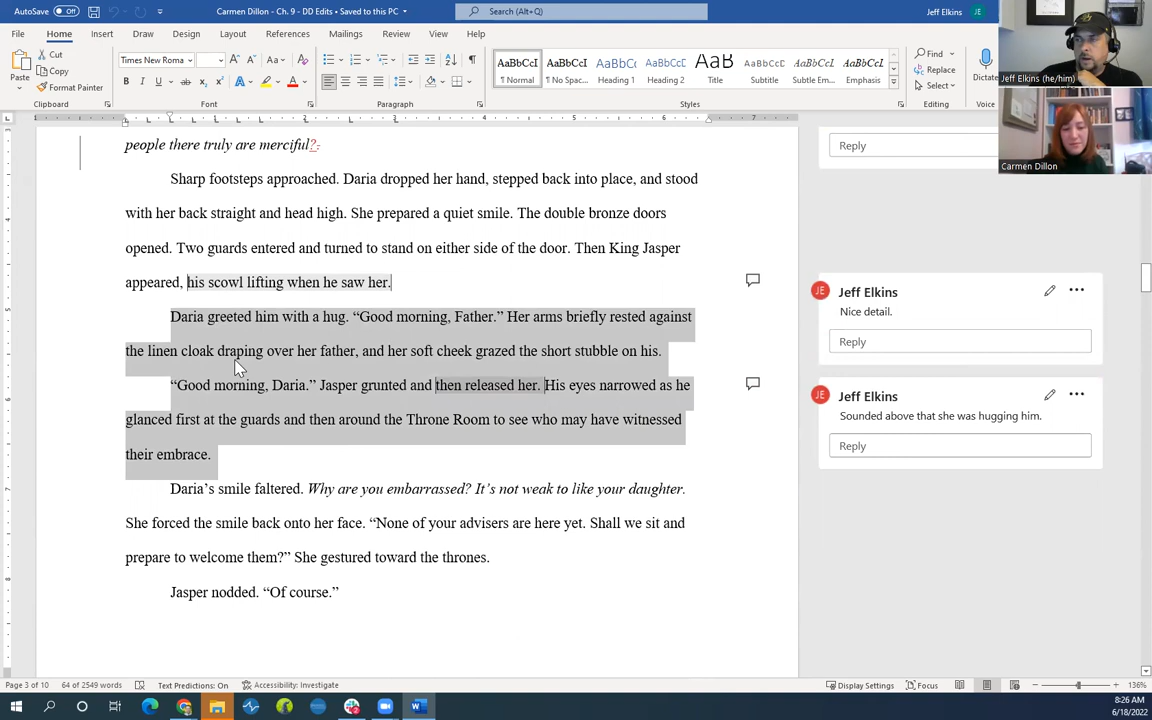 AutoSave Off
Carmen Dillon - Ch. 9 - DD Edits • Saved to this PC
Search (Alt+Q)
Jeff Elkins
JE
File Home Insert Draw Design Layout References Mailings Review View Help
Paste
Cut
Copy
Format Painter
Clipboard
Times New Roma
Font
Paragraph
AaBbCcI AaBbCcI AaBbCc AaBbCcl AaB AaBbCcD AaBbCcDc AaBbCcDt
¶ Normal ¶ No Spac... Heading 1 Heading 2 Title Subtitle Subtle Em... Emphasis
Styles
Find
Replace
Select
Editing
Dictate
Voice
Jeff Elkins (he/him)
Carmen Dillon
people there truly are merciful?.
Sharp footsteps approached. Daria dropped her hand, stepped back into place, and stood
with her back straight and head high. She prepared a quiet smile. The double bronze doors
opened. Two guards entered and turned to stand on either side of the door. Then King Jasper
appeared, his scowl lifting when he saw her.
Daria greeted him with a hug. “Good morning, Father.” Her arms briefly rested against
the linen cloak draping over her father, and her soft cheek grazed the short stubble on his.
“Good morning, Daria.” Jasper grunted and then released her. His eyes narrowed as he
glanced first at the guards and then around the Throne Room to see who may have witnessed
their embrace.
Daria’s smile faltered. Why are you embarrassed? It’s not weak to like your daughter.
She forced the smile back onto her face. “None of your advisers are here yet. Shall we sit and
prepare to welcome them?” She gestured toward the thrones.
Jasper nodded. “Of course.”
Reply
JE Jeff Elkins
Nice detail.
Reply
JE Jeff Elkins
Sounded above that she was hugging him.
Reply
Page 3 of 10 64 of 2549 words Text Predictions: On Accessibility: Investigate
Display Settings Focus 136%
8:26 AM
6/18/2022